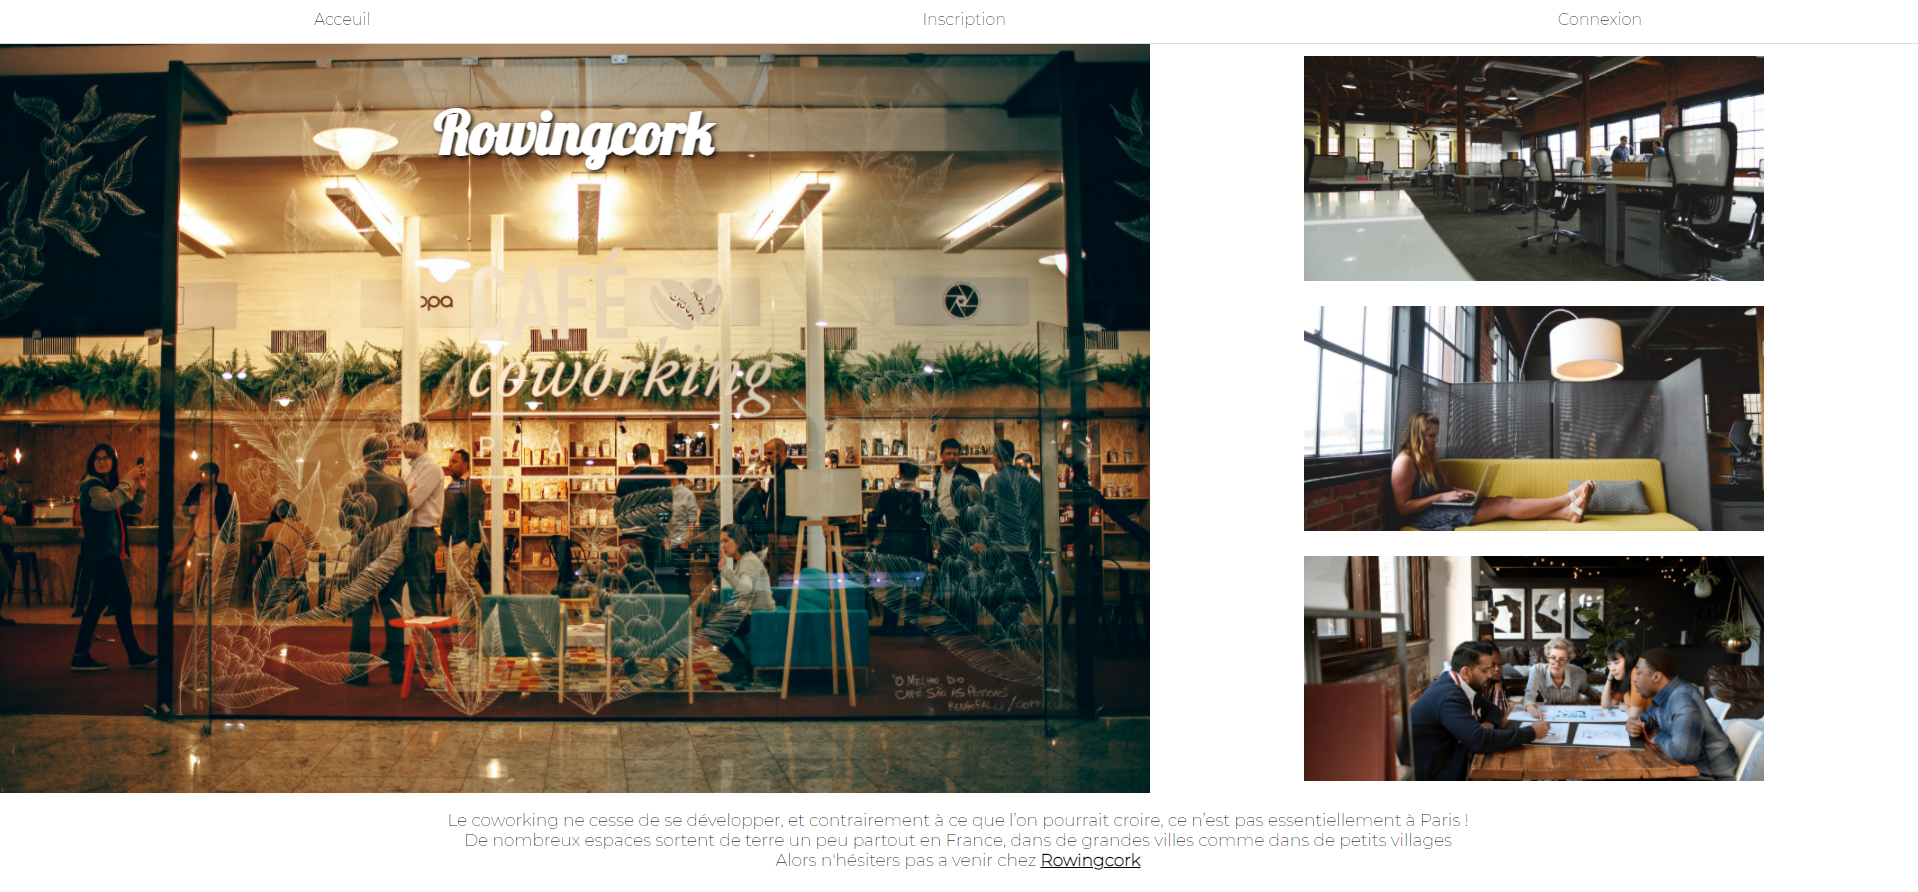 Acceuil
Inscription
Connexion
Rowingcork
opa
CAFÉ
coworking
"O MELHOR DO
CAFÉ SÃO AS PESSOAS"
Le coworking ne cesse de se développer, et contrairement à ce que l'on pourrait croire, ce n'est pas essentiellement à Paris !
De nombreux espaces sortent de terre un peu partout en France, dans de grandes villes comme dans de petits villages
Alors n'hésiters pas a venir chez Rowingcork